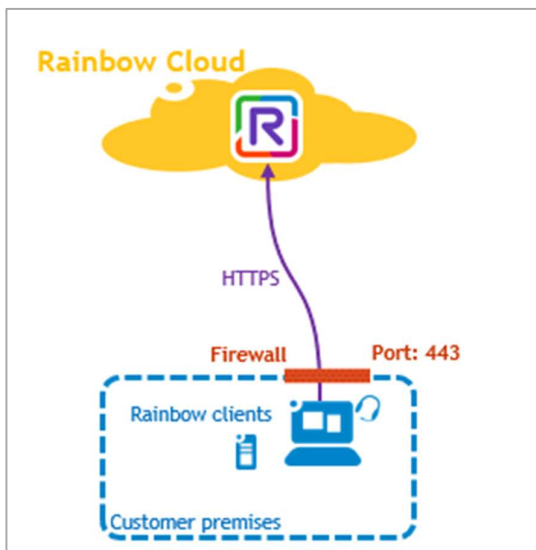 Rainbow Cloud
R
HTTPS
Firewall
Port: 443
Rainbow clients
Customer premises